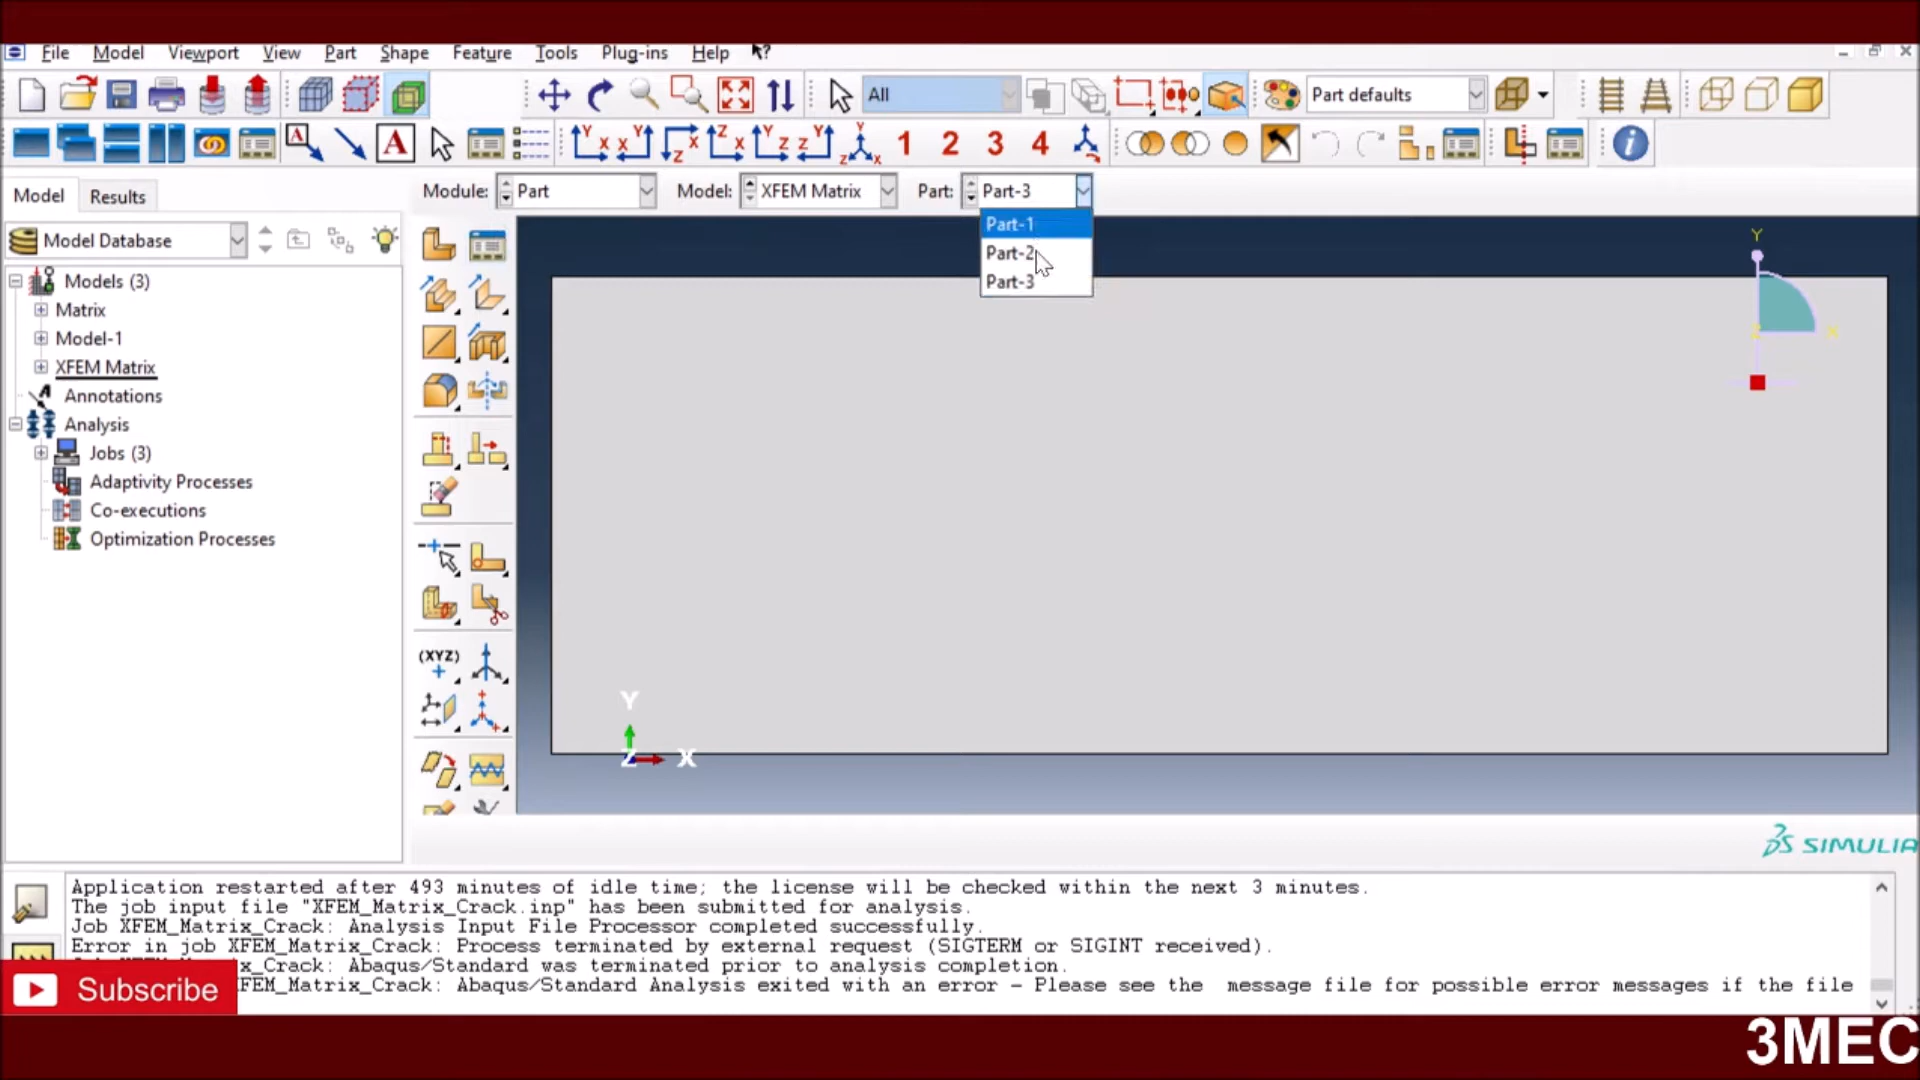 File Model Viewport View Part Shape Feature Tools Plug-ins Help
All
Part defaults
A A 1 2 3 4
Model Results
Module: Part Model: XFEM Matrix Part: Part-3
Part-1
Part-2
Part-3
Model Database
Models (3)
Matrix
Model-1
XFEM Matrix
Annotations
Analysis
Jobs (3)
Adaptivity Processes
Co-executions
Optimization Processes
(XYZ)
Y
Z X
Y
SIMULIA
Application restarted after 493 minutes of idle time; the license will be checked within the next 3 minutes.
The job input file "XFEM_Matrix_Crack.inp" has been submitted for analysis.
Job XFEM_Matrix_Crack: Analysis Input File Processor completed successfully.
Error in job XFEM_Matrix_Crack: Process terminated by external request (SIGTERM or SIGINT received).
_Crack: Abaqus/Standard was terminated prior to analysis completion.
FEM_Matrix_Crack: Abaqus/Standard Analysis exited with an error - Please see the message file for possible error messages if the file
Subscribe
3MEC